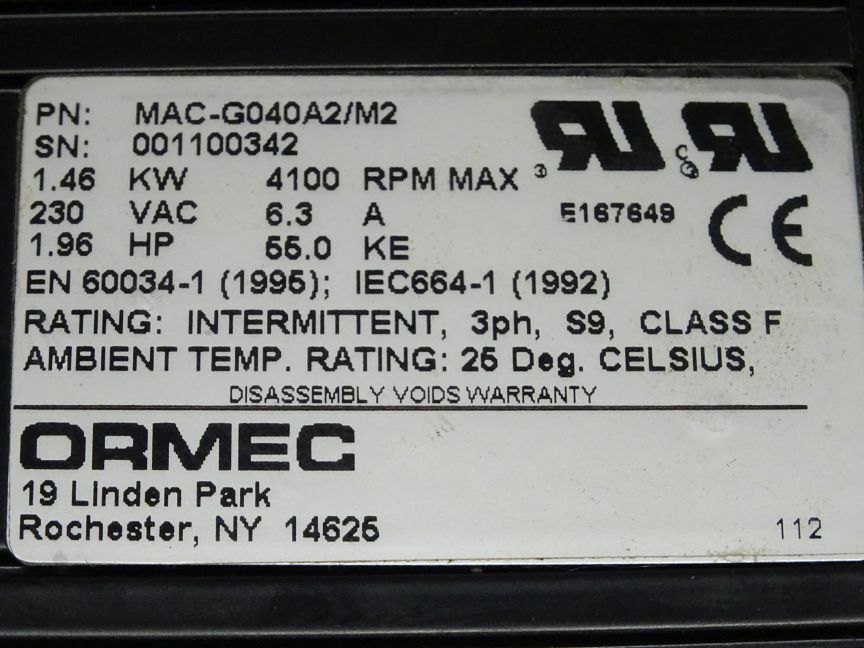 PN: MAC-G040A2/M2
SN: 001100342
1.46 KW 4100 RPM MAX
230 VAC 6.3 A E167649
1.96 HP 55.0 KE CE
EN 60034-1 (1995); IEC664-1 (1992)
RATING: INTERMITTENT, 3ph, S9, CLASS F
AMBIENT TEMP. RATING: 25 Deg. CELSIUS,
DISASSEMBLY VOIDS WARRANTY
ORMEC
19 Linden Park
Rochester, NY 14625
112